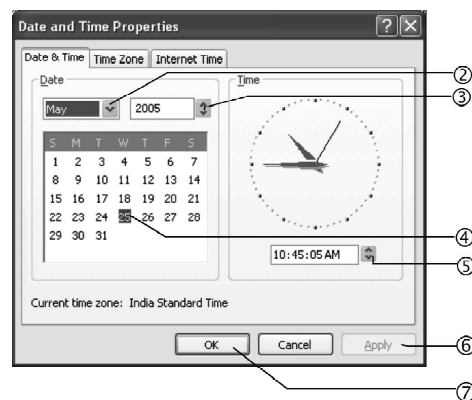 Date and Time Properties
Date & Time Time Zone Internet Time
Date
Time
May
2005
S M T W T F S
1 2 3 4 5 6 7
8 9 10 11 12 13 14
15 16 17 18 19 20 21
22 23 24 25 26 27 28
29 30 31
10:45:05 AM
Current time zone: India Standard Time
OK Cancel Apply
2
3
4
5
6
7